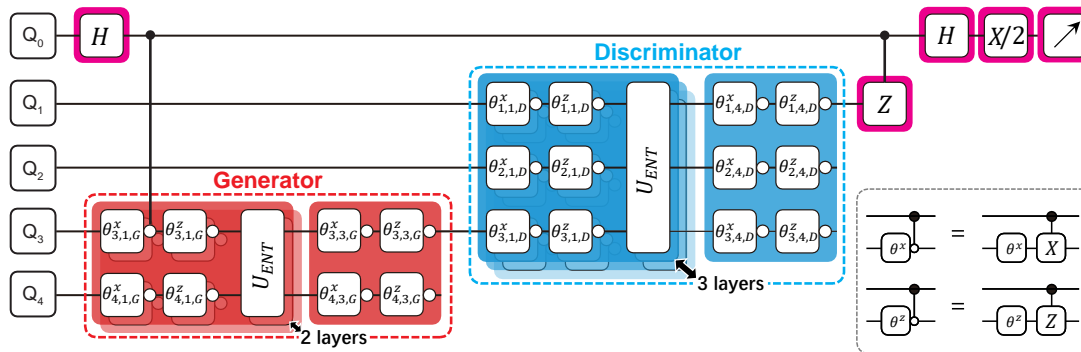 Q₀ H H X/2
Discriminator
Q₁ θˣ₁,₁,D θᶻ₁,₁,D U_ENT θˣ₁,₄,D θᶻ₁,₄,D Z
Q₂ θˣ₂,₁,D θᶻ₂,₁,D θˣ₂,₄,D θᶻ₂,₄,D
Generator
Q₃ θˣ₃,₁,G θᶻ₃,₁,G U_ENT θˣ₃,₃,G θᶻ₃,₃,G θˣ₃,₁,D θᶻ₃,₁,D θˣ₃,₄,D θᶻ₃,₄,D
Q₄ θˣ₄,₁,G θᶻ₄,₁,G θˣ₄,₃,G θᶻ₄,₃,G
3 layers
2 layers
θˣ = θˣ X
θᶻ = θᶻ Z